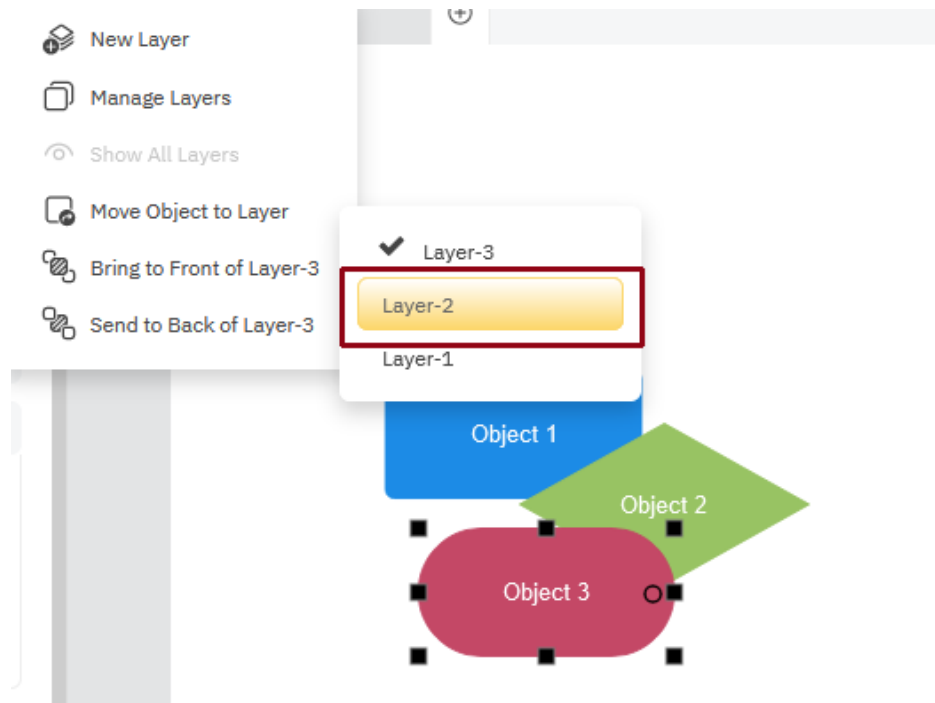 New Layer
Manage Layers
Show All Layers
Move Object to Layer
Bring to Front of Layer-3
Send to Back of Layer-3
Layer-3
Layer-2
Layer-1
Object 1
Object 2
Object 3